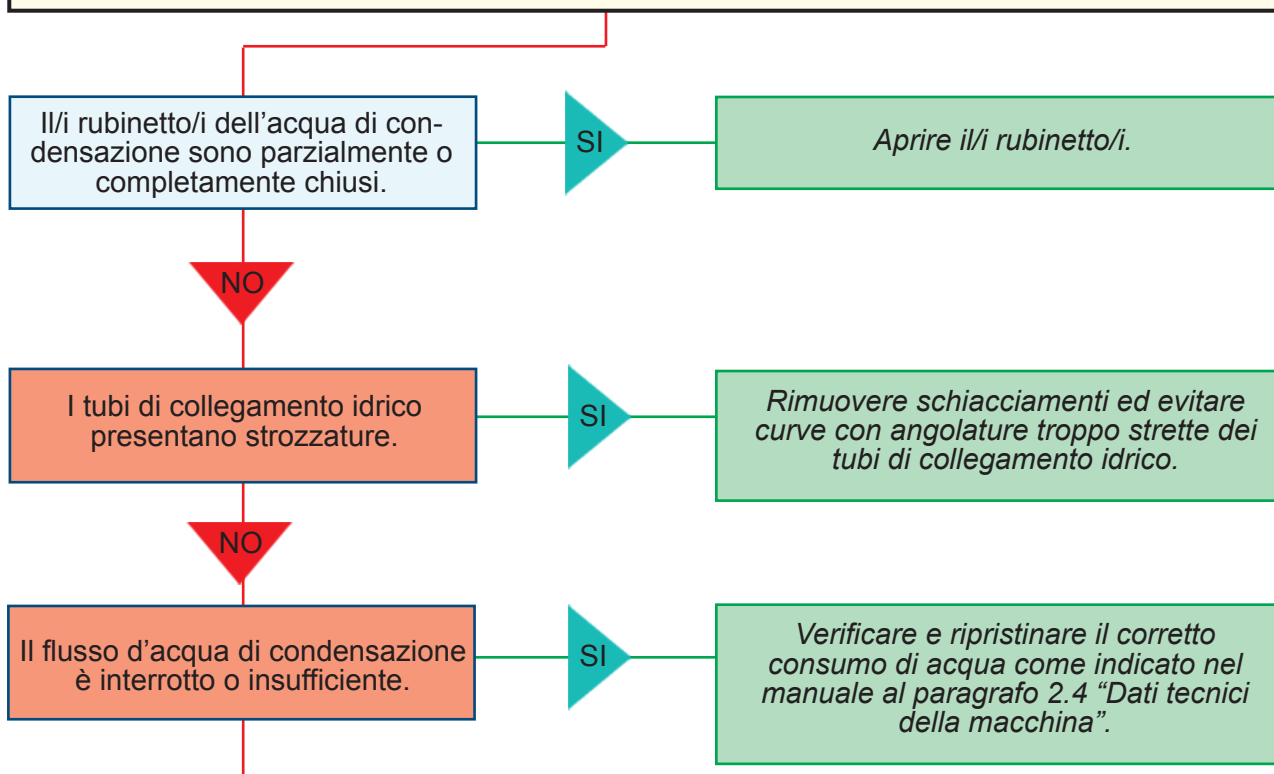 Il/i rubinetto/i dell’acqua di con-
densazione sono parzialmente o
completamente chiusi.
SI
Aprire il/i rubinetto/i.
NO
I tubi di collegamento idrico
presentano strozzature.
SI
Rimuovere schiacciamenti ed evitare
curve con angolature troppo strette dei
tubi di collegamento idrico.
NO
Il flusso d’acqua di condensazione
è interrotto o insufficiente.
SI
Verificare e ripristinare il corretto
consumo di acqua come indicato nel
manuale al paragrafo 2.4 “Dati tecnici
della macchina”.